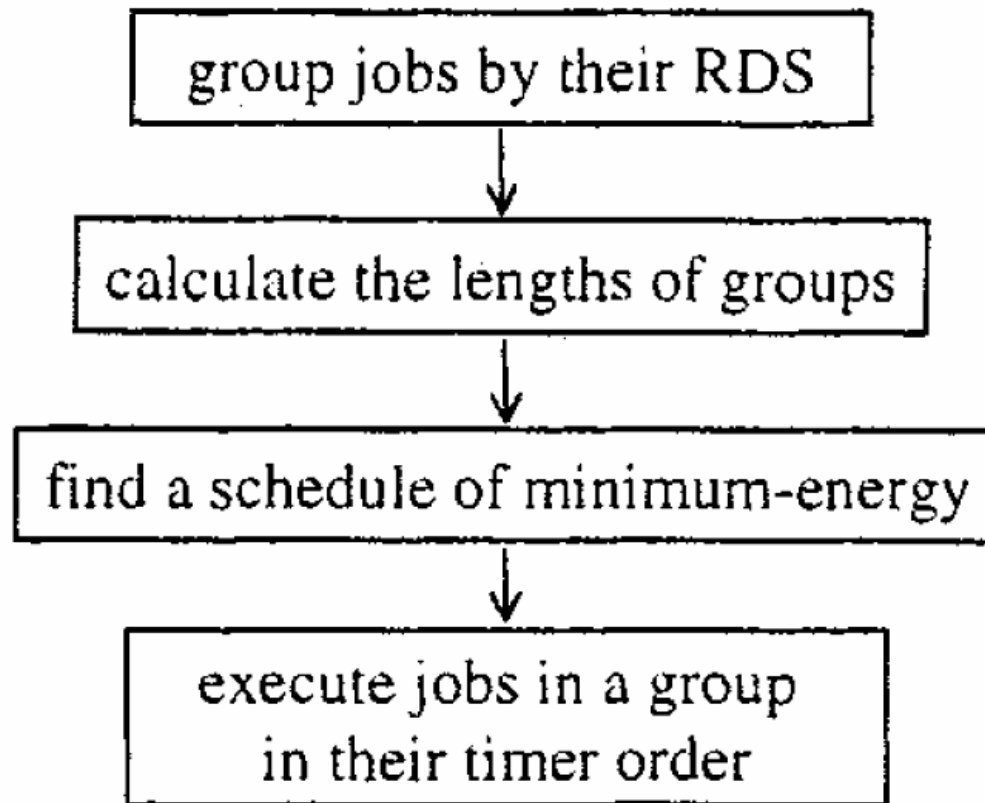 group jobs by their RDS
calculate the lengths of groups
find a schedule of minimum-energy
execute jobs in a group
in their timer order